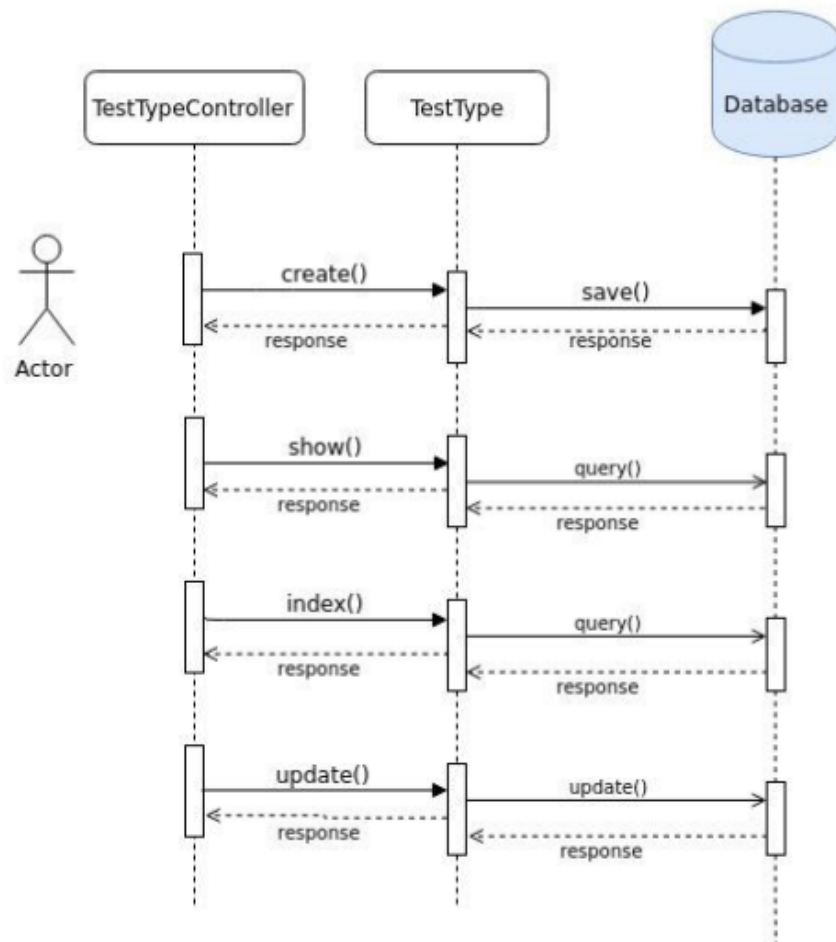 TestTypeController
TestType
Database
Actor
create()
save()
response
response
show()
query()
response
response
index()
query()
response
response
update()
update()
response
response